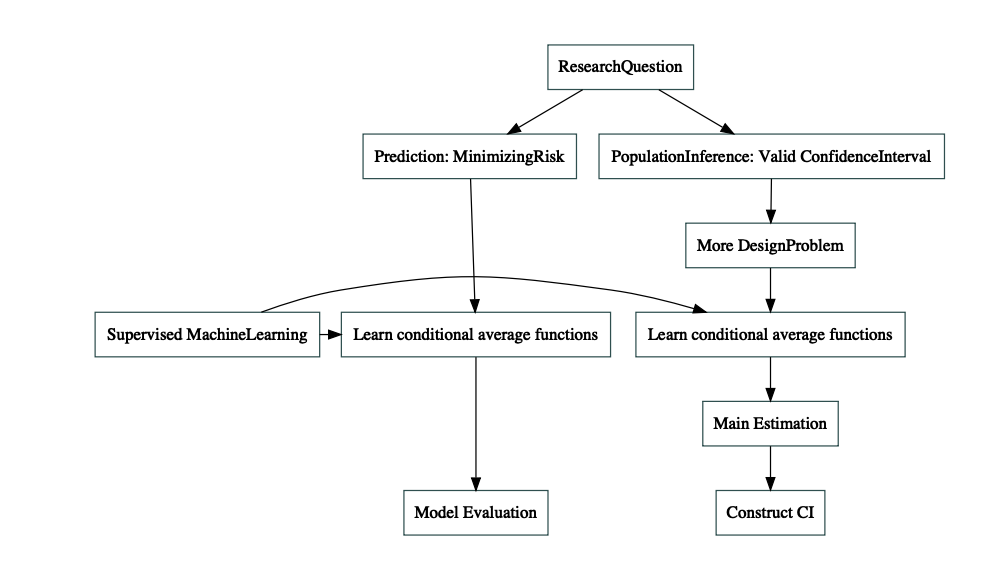 ResearchQuestion
Prediction: MinimizingRisk
PopulationInference: Valid ConfidenceInterval
More DesignProblem
Supervised MachineLearning
Learn conditional average functions
Learn conditional average functions
Main Estimation
Model Evaluation
Construct CI